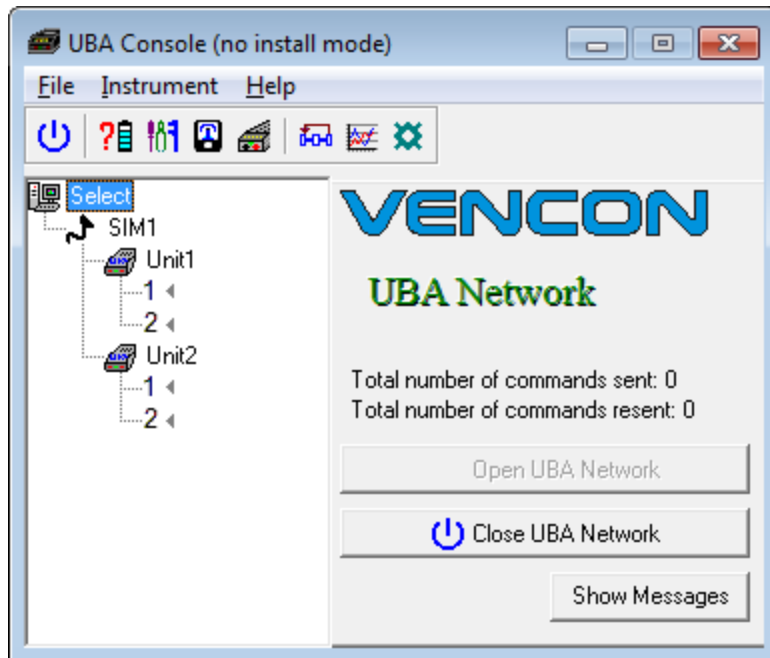 UBA Console (no install mode)
File Instrument Help
Select
SIM1
Unit1
1
2
Unit2
1
2
VENCON
UBA Network
Total number of commands sent: 0
Total number of commands resent: 0
Open UBA Network
Close UBA Network
Show Messages